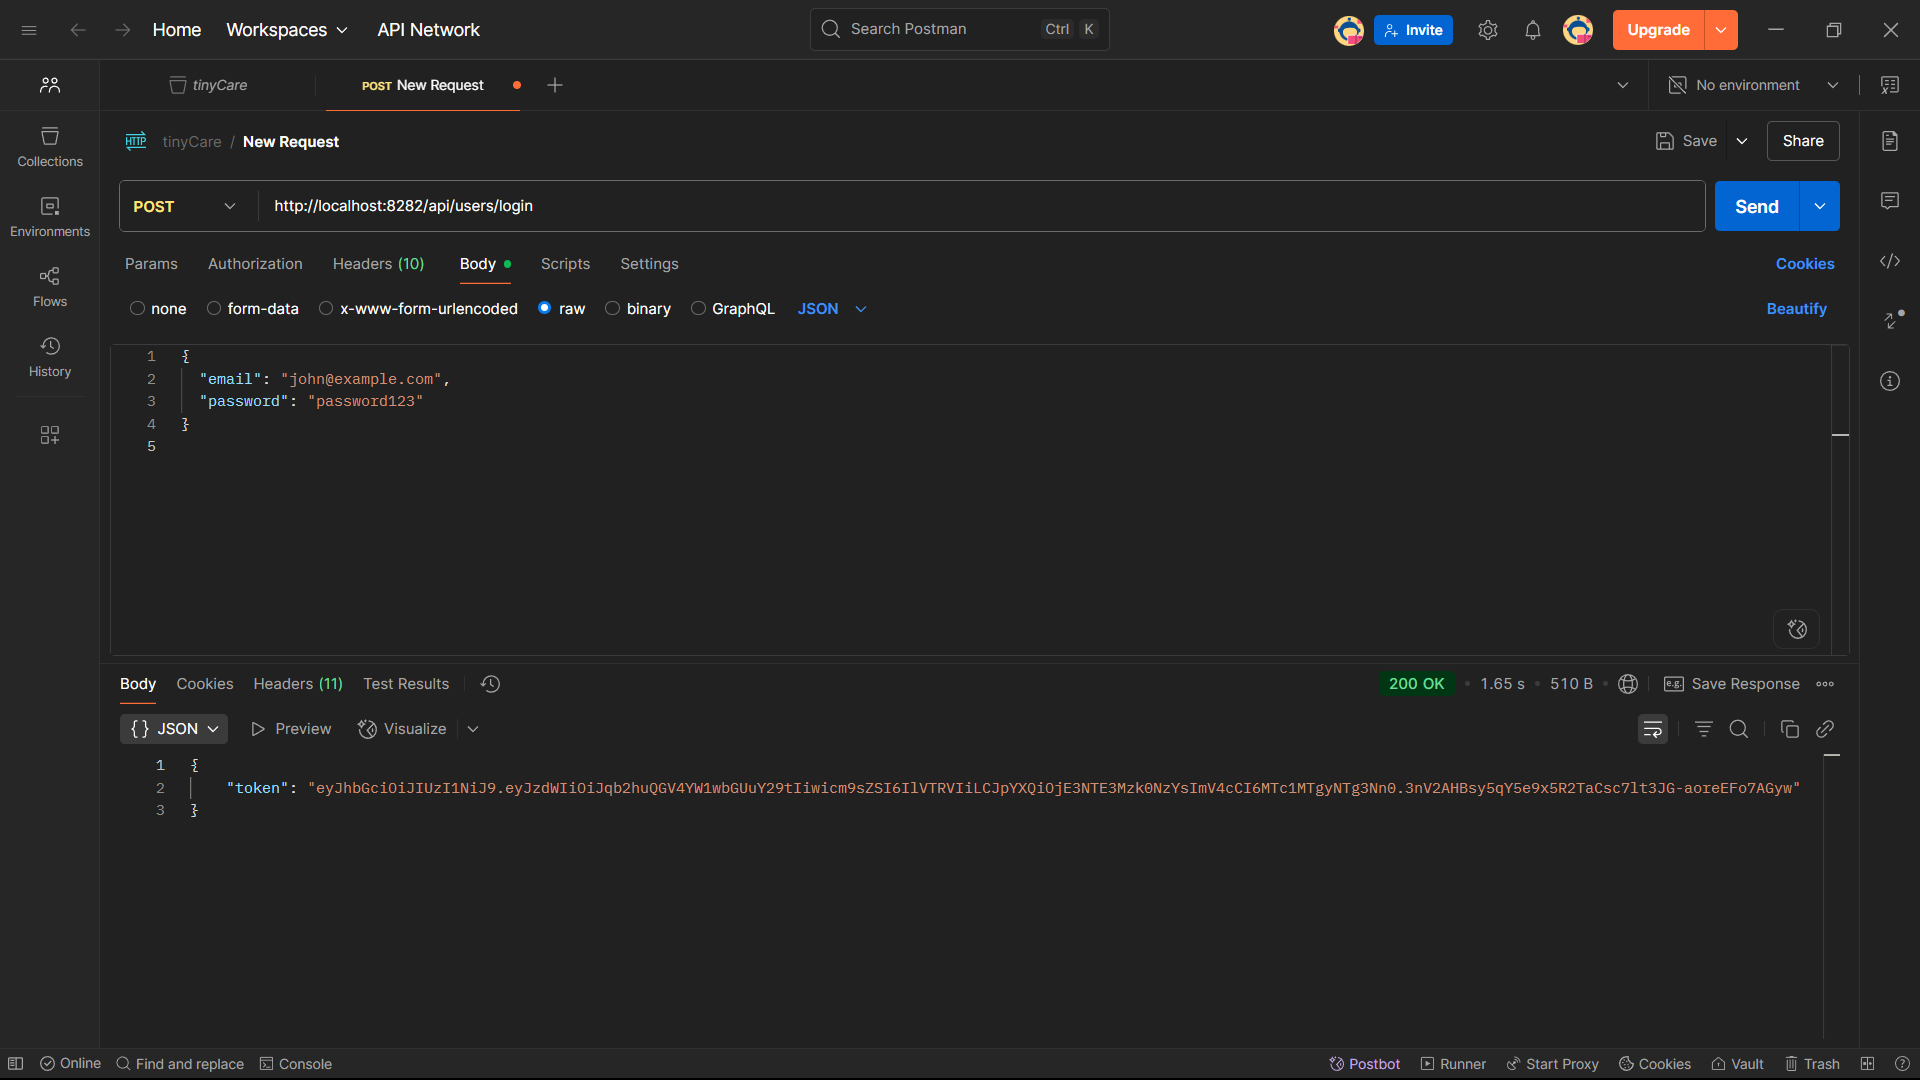 Home Workspaces API Network Search Postman Ctrl K Invite Upgrade
tinyCare POST New Request No environment
HTTP tinyCare / New Request Save Share
POST http://localhost:8282/api/users/login Send
Params Authorization Headers (10) Body Scripts Settings Cookies
none form-data x-www-form-urlencoded raw binary GraphQL JSON Beautify
Collections
Environments
Flows
History
1 {
2 "email": "john@example.com",
3 "password": "password123"
4 }
5
Body Cookies Headers (11) Test Results 200 OK • 1.65 s • 510 B • e.g. Save Response
{} JSON Preview Visualize
1 {
2 "token": "eyJhbGciOiJIUzI1NiJ9.eyJzdWIiOiJqb2huQGV4YW1wbGUuY29tIiwicm9sZSI6IlVTRVIiLCJpYXQiOjE3NTE3Mzk0NzYsImV4cCI6MTc1MTgyNTg3Nn0.3nV2AHBsy5qY5e9x5R2TaCsc7lt3JG-aoreEFo7AGyw"
3 }
Online Find and replace Console Postbot Runner Start Proxy Cookies Vault Trash